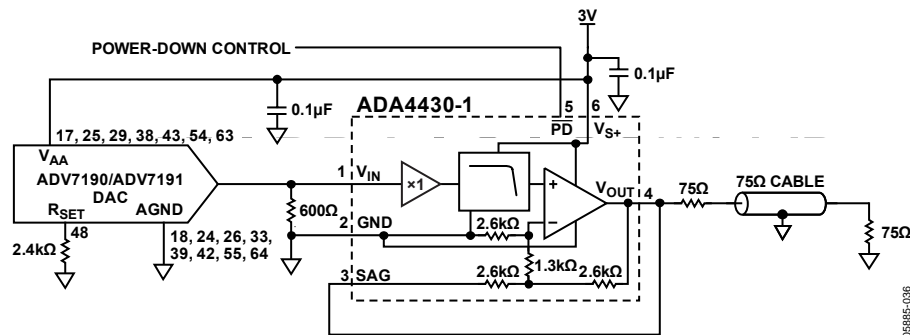 3V
POWER-DOWN CONTROL
0.1µF
0.1µF
ADA4430-1
5
6
PD
VS+
17, 25, 29, 38, 43, 54, 63
VAA
ADV7190/ADV7191
DAC
RSET
AGND
48
2.4kΩ
18, 24, 26, 33,
39, 42, 55, 64
600Ω
1
VIN
×1
2
GND
2.6kΩ
+
−
VOUT
4
1.3kΩ
3
SAG
2.6kΩ
2.6kΩ
75Ω
75Ω CABLE
75Ω
05885-036